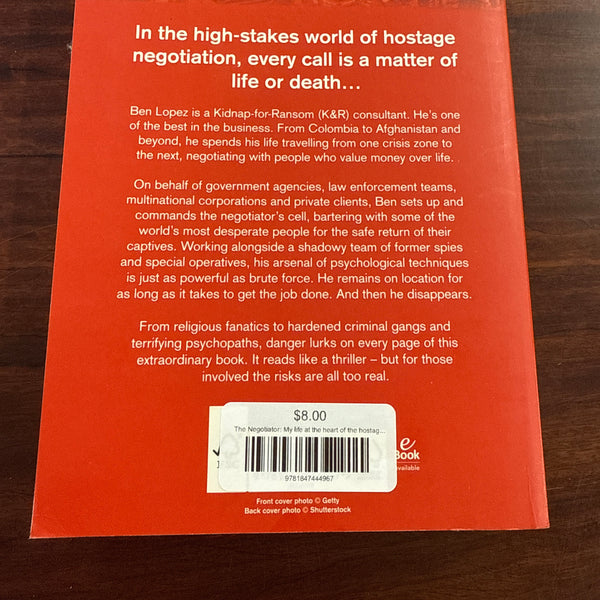 In the high-stakes world of hostage
negotiation, every call is a matter of
life or death...
Ben Lopez is a Kidnap-for-Ransom (K&R) consultant. He's one
of the best in the business. From Colombia to Afghanistan and
beyond, he spends his life travelling from one crisis zone to
the next, negotiating with people who value money over life.
On behalf of government agencies, law enforcement teams,
multinational corporations and private clients, Ben sets up and
commands the negotiator's cell, bartering with some of the
world's most desperate people for the safe return of their
captives. Working alongside a shadowy team of former spies
and special operatives, his arsenal of psychological techniques
is just as powerful as brute force. He remains on location for
as long as it takes to get the job done. And then he disappears.
From religious fanatics to hardened criminal gangs and
terrifying psychopaths, danger lurks on every page of this
extraordinary book. It reads like a thriller – but for those
involved the risks are all too real.
$8.00
The Negotiator: My life at the heart of the hostag...
9781847444967
e
Book
available
Front cover photo © Getty
Back cover photo © Shutterstock